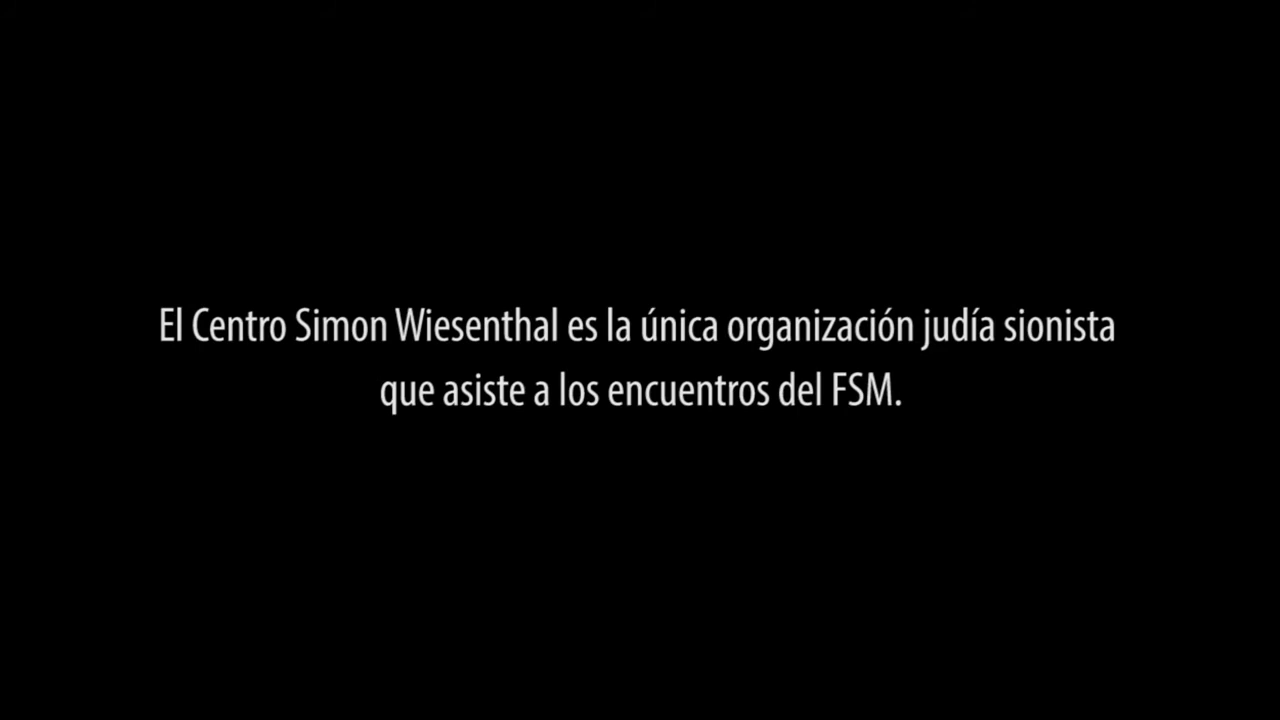 El Centro Simon Wiesenthal es la única organización judía sionista
que asiste a los encuentros del FSM.